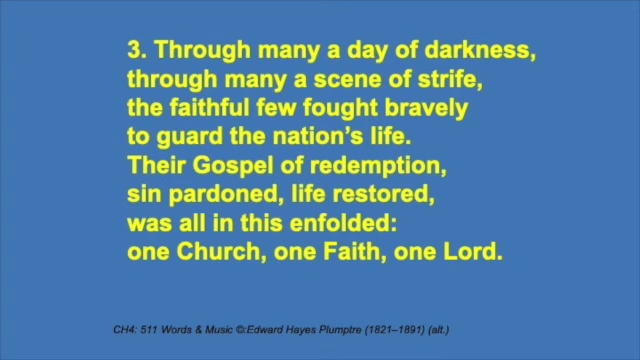 3. Through many a day of darkness,
through many a scene of strife,
the faithful few fought bravely
to guard the nation's life.
Their Gospel of redemption,
sin pardoned, life restored,
was all in this enfolded:
one Church, one Faith, one Lord.
CH4: 511 Words & Music ©:Edward Hayes Plumptre (1821–1891) (alt.)